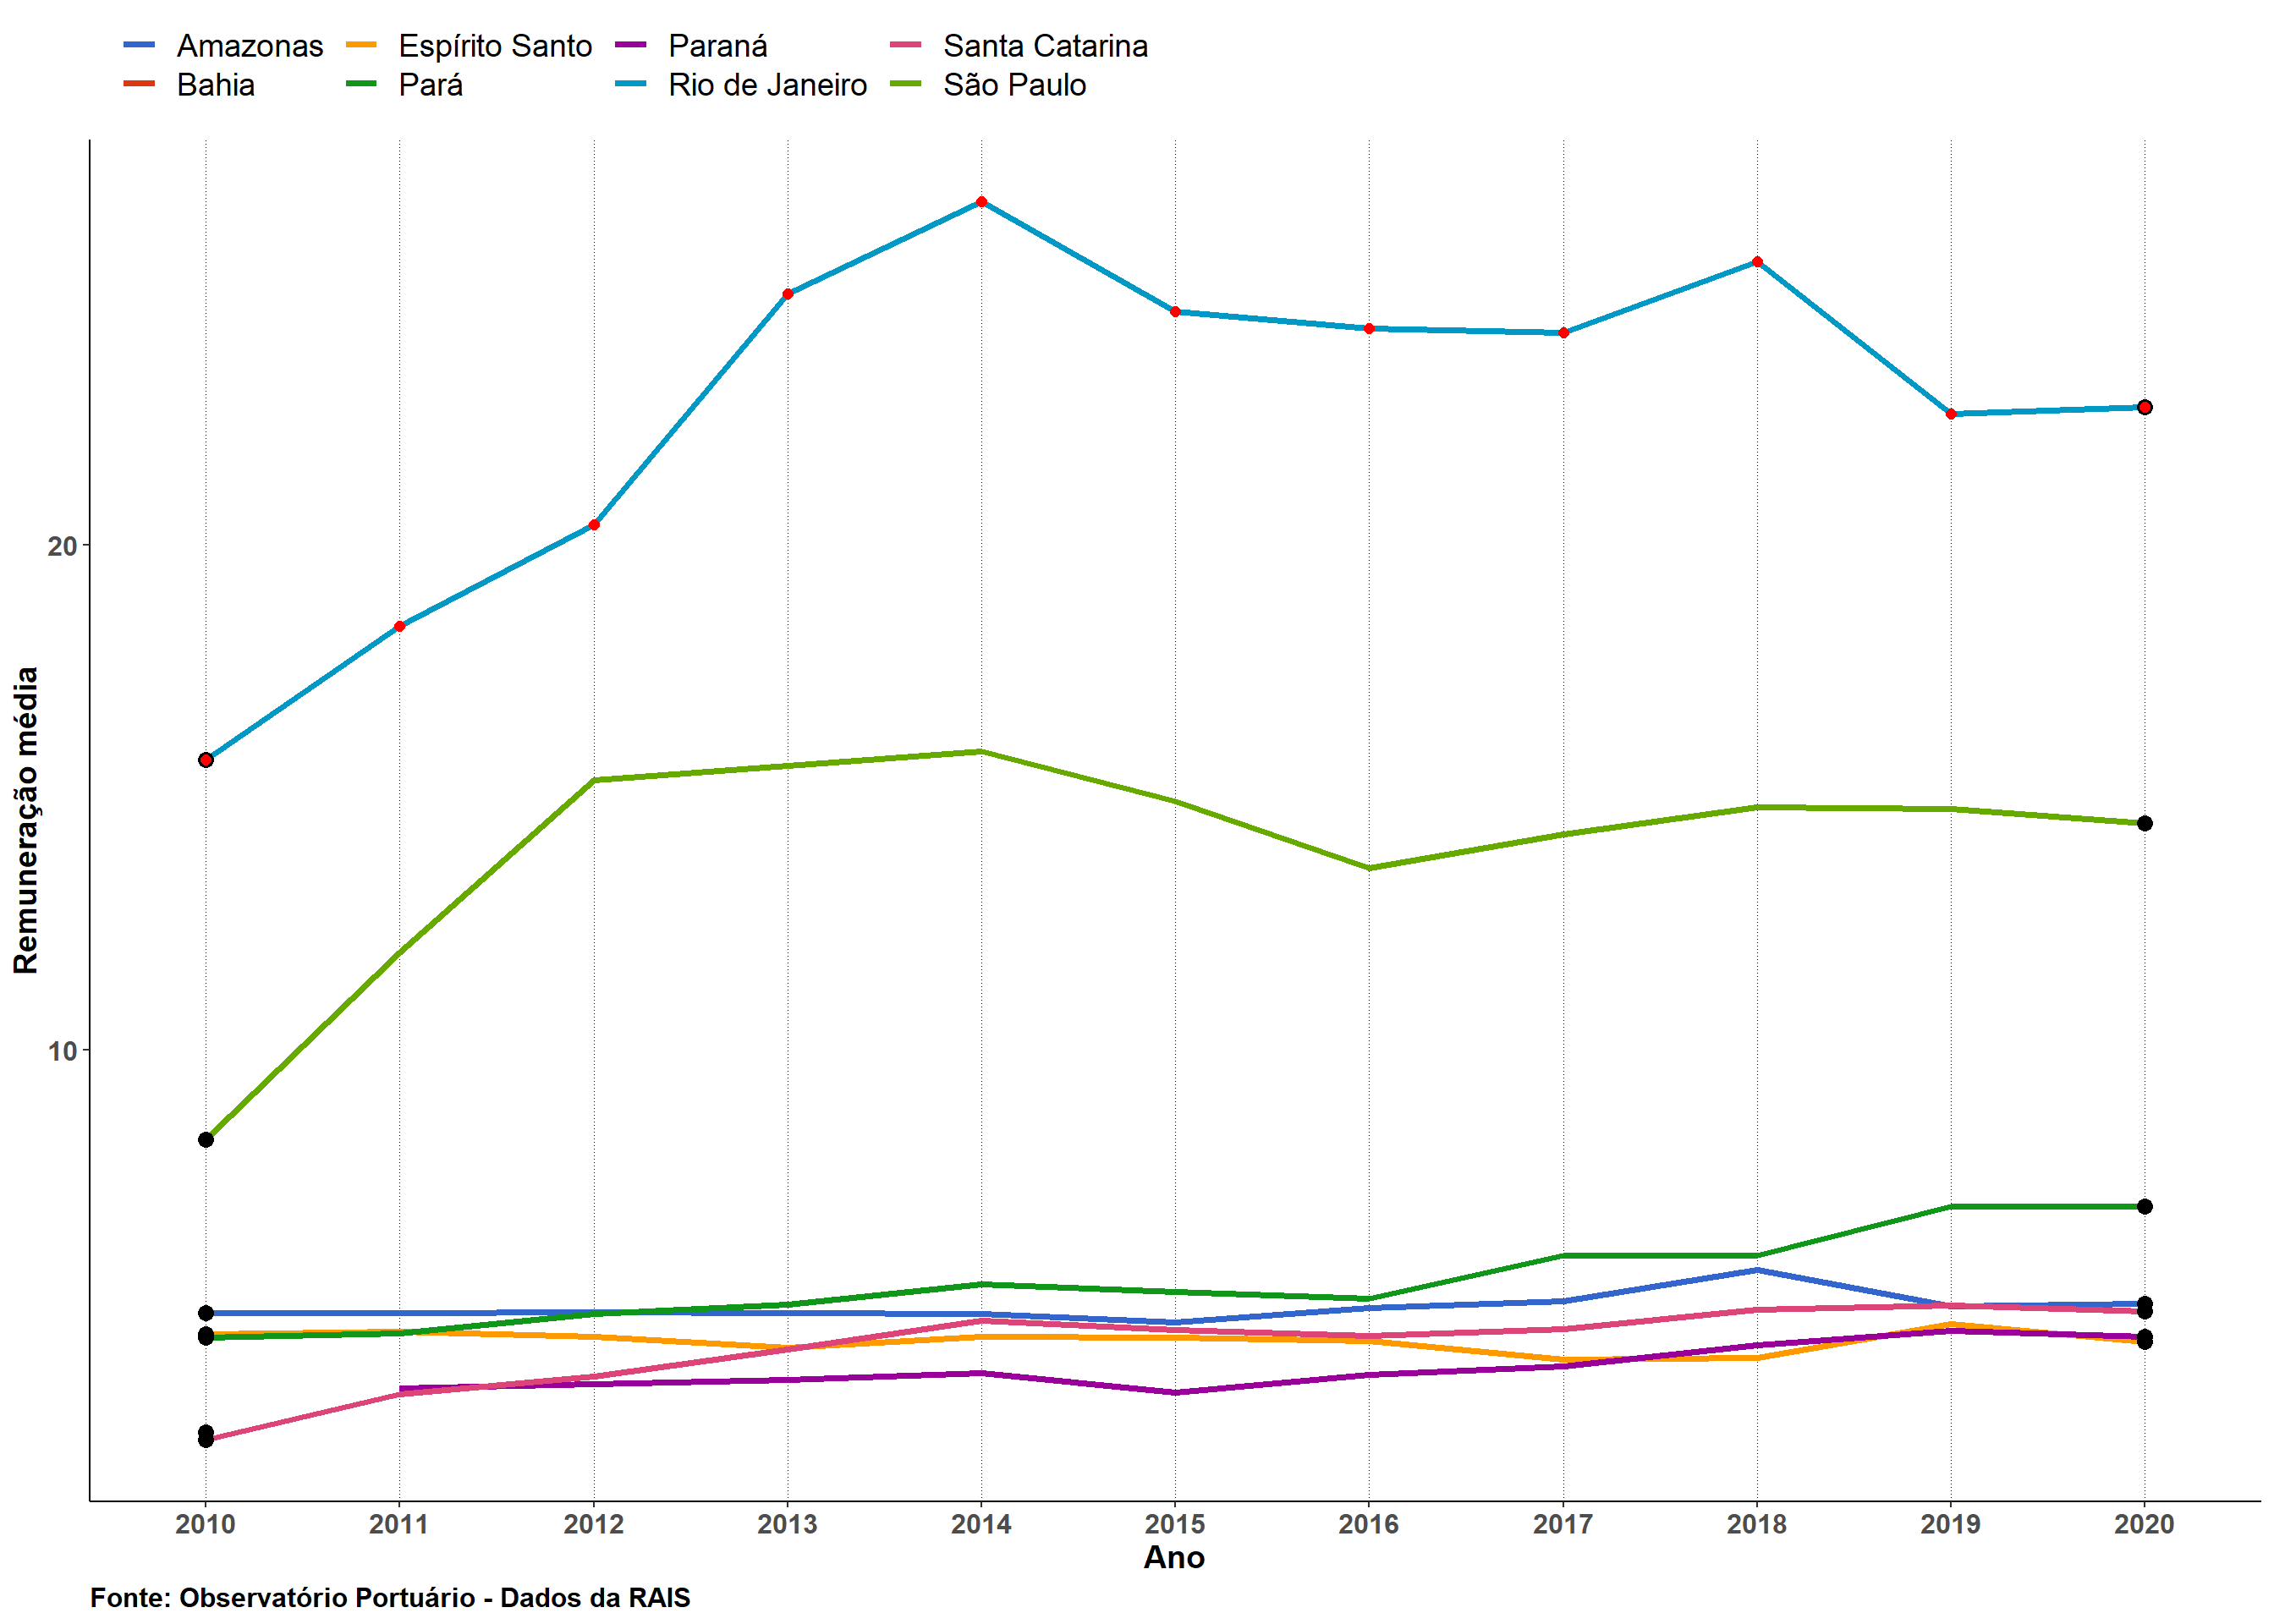 Amazonas Espírito Santo Paraná Santa Catarina
Bahia Pará Rio de Janeiro São Paulo
20
10
Remuneração média
2010 2011 2012 2013 2014 2015 2016 2017 2018 2019 2020
Ano
Fonte: Observatório Portuário - Dados da RAIS